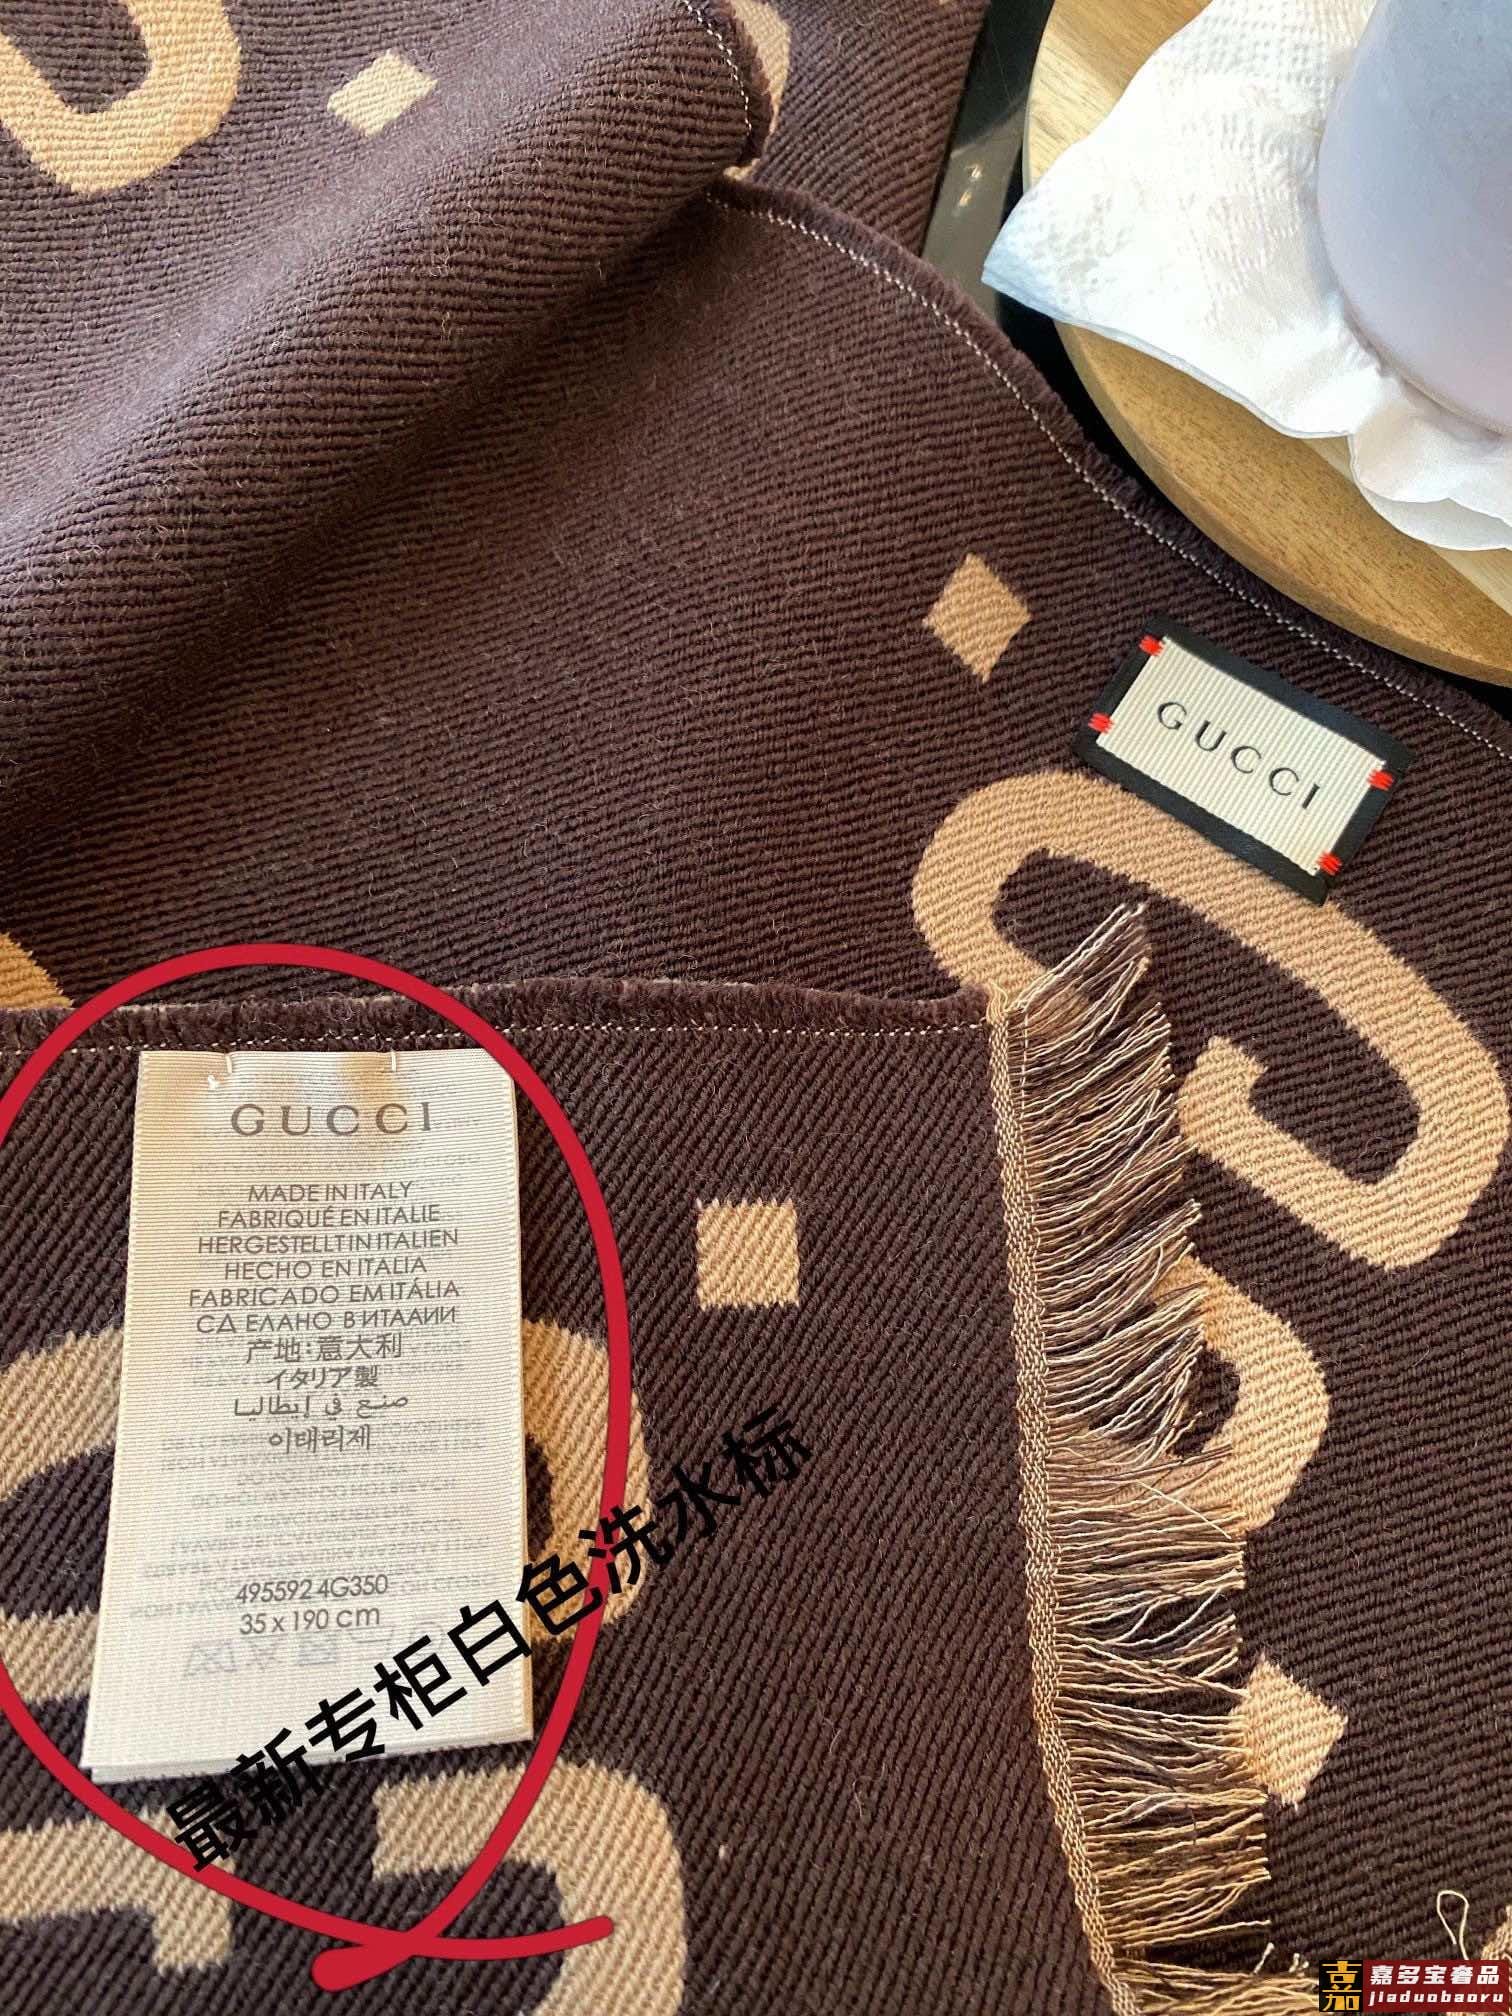 GUCCI
GUCCI
MADE IN ITALY
FABRIQUÉ EN ITALIE
HERGESTELLT IN ITALIEN
HECHO EN ITALIA
FABRICADO EM ITÁLIA
СДЕЛАНО В ИТАЛИИ
产地:意大利
イタリア製
صنع في إيطاليا
이태리제
495592 4G350
35 x 190 cm
最新专柜白色洗水标
嘉多宝奢品
jiaduobaoru